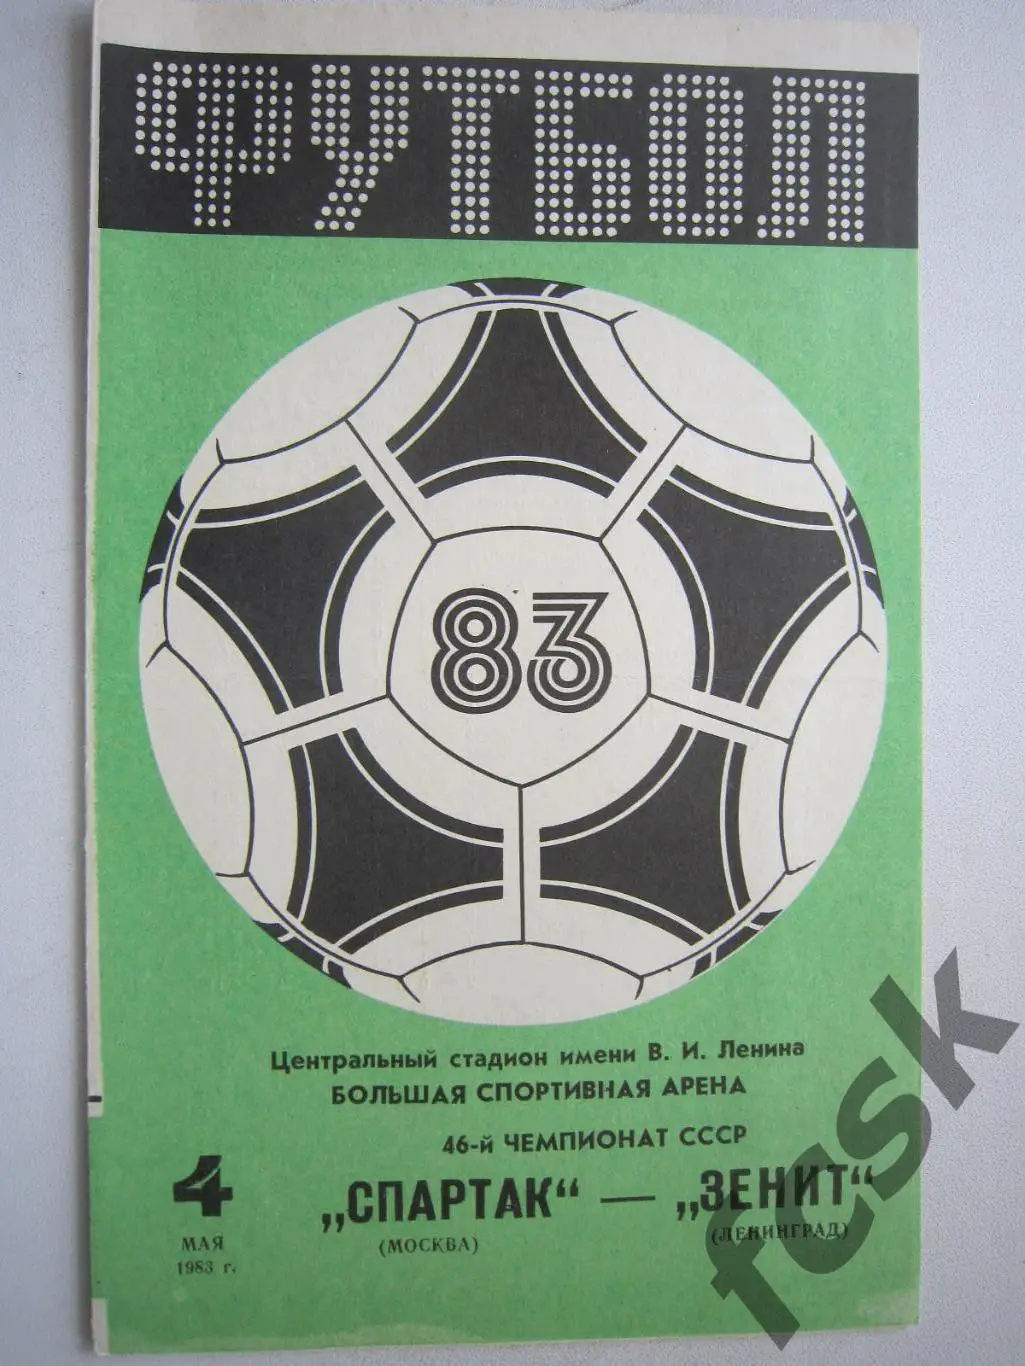 ФУТБОЛ
83
Центральный стадион имени В. И. Ленина
БОЛЬШАЯ СПОРТИВНАЯ АРЕНА
46-й ЧЕМПИОНАТ СССР
4
МАЯ
1983 г.
„СПАРТАК“ — „ЗЕНИТ“
(МОСКВА) (ЛЕНИНГРАД)
fcsk